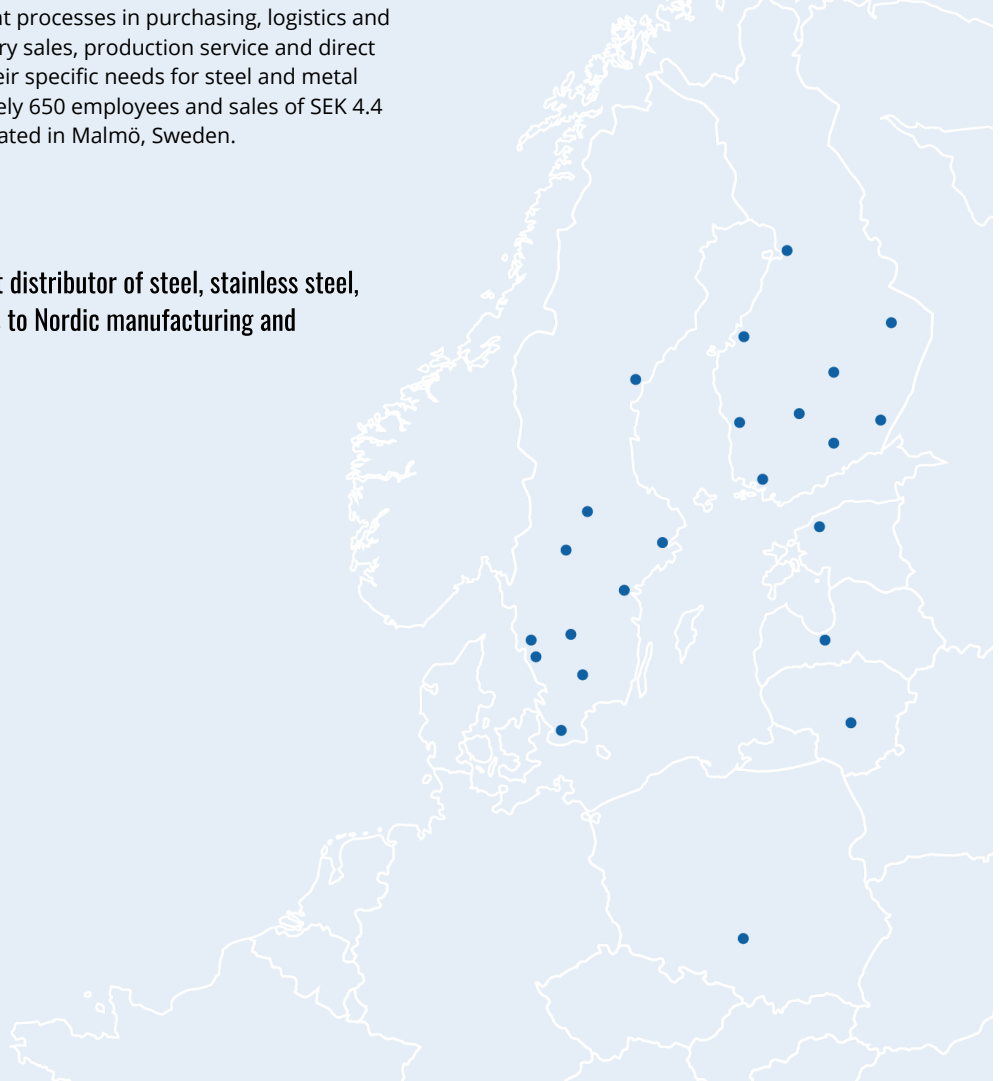 t processes in purchasing, logistics and
ry sales, production service and direct
eir specific needs for steel and metal
ely 650 employees and sales of SEK 4.4
ated in Malmö, Sweden.
t distributor of steel, stainless steel,
to Nordic manufacturing and